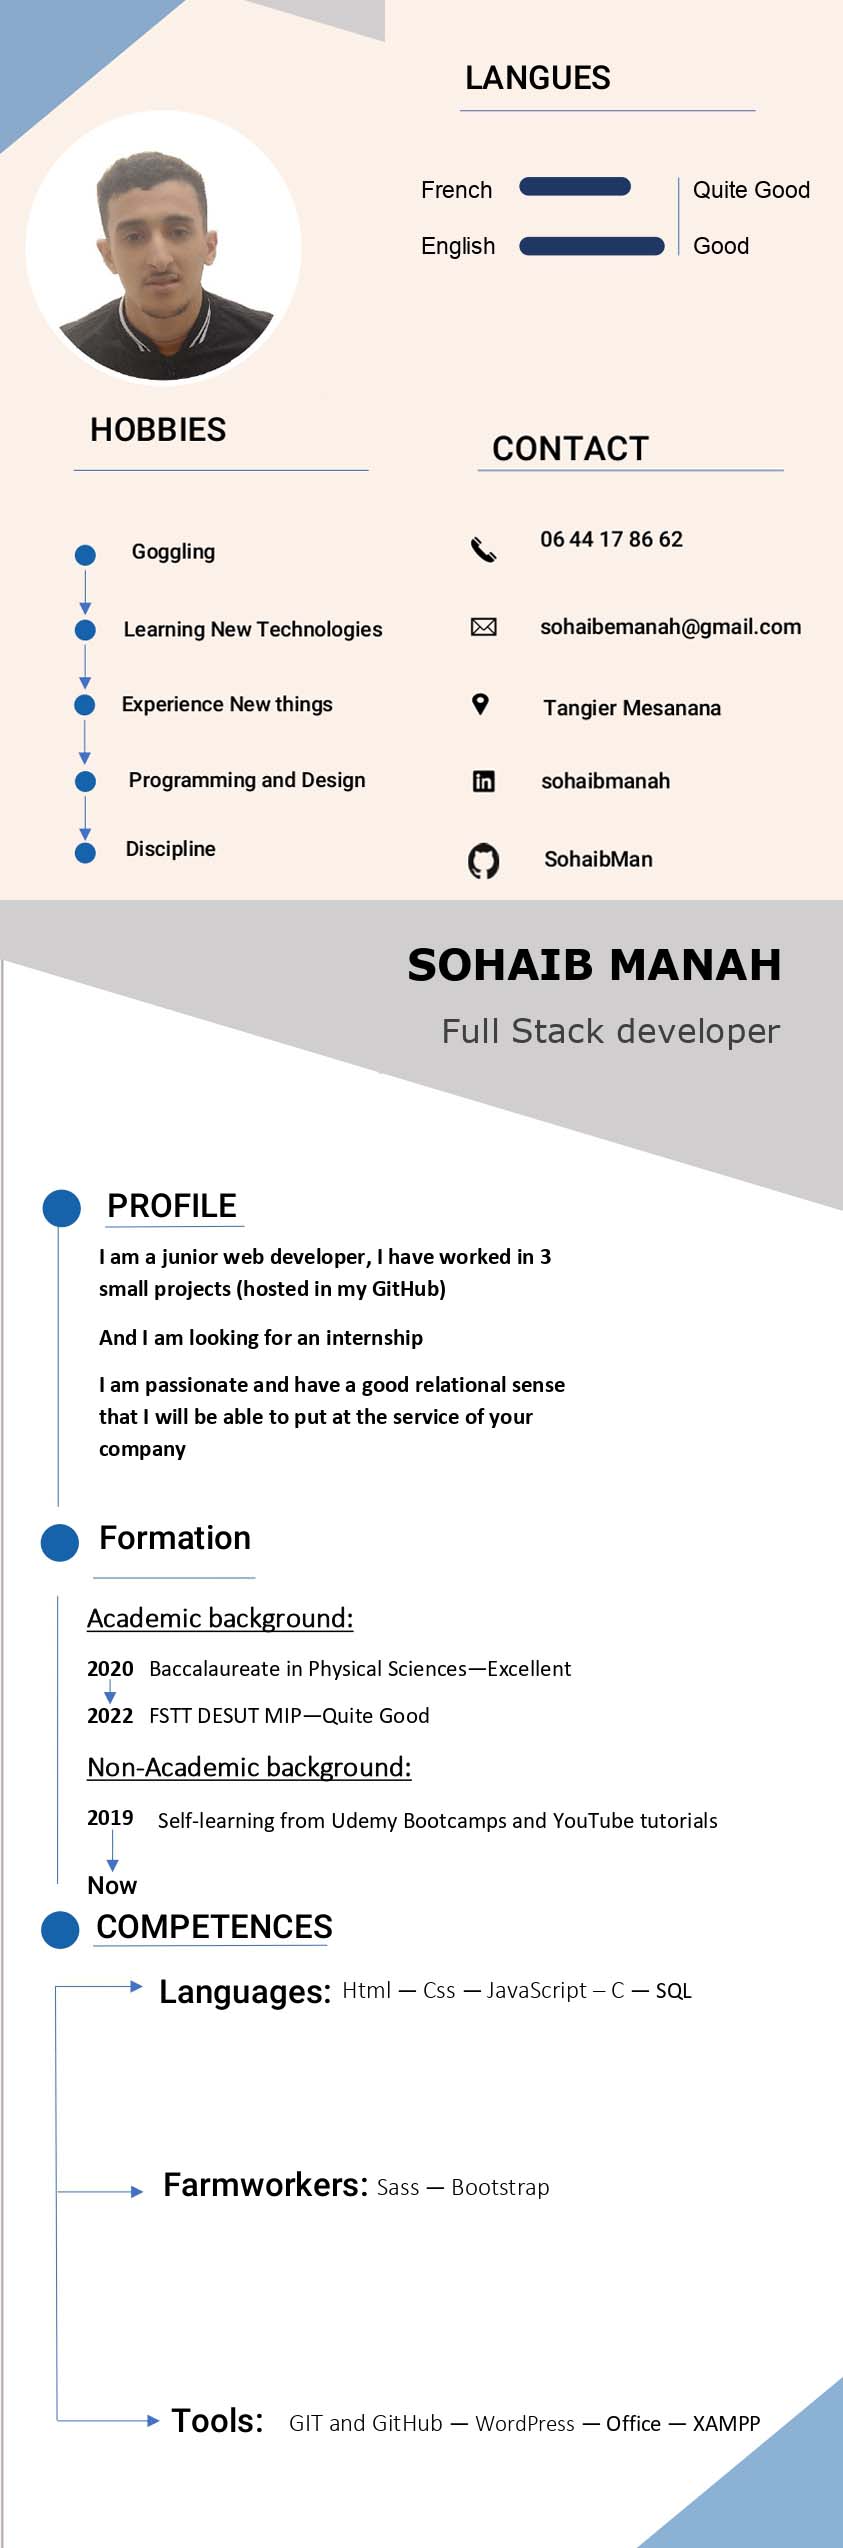 LANGUES
French Quite Good
English Good
HOBBIES
Goggling
Learning New Technologies
Experience New things
Programming and Design
Discipline
CONTACT
06 44 17 86 62
sohaibemanah@gmail.com
Tangier Mesanana
in sohaibmanah
SohaibMan
SOHAIB MANAH
Full Stack developer
PROFILE
I am a junior web developer, I have worked in 3
small projects (hosted in my GitHub)
And I am looking for an internship
I am passionate and have a good relational sense
that I will be able to put at the service of your
company
Formation
Academic background:
2020 Baccalaureate in Physical Sciences—Excellent
2022 FSTT DESUT MIP—Quite Good
Non-Academic background:
2019 Self-learning from Udemy Bootcamps and YouTube tutorials
Now
COMPETENCES
Languages: Html — Css — JavaScript – C — SQL
Farmworkers: Sass — Bootstrap
Tools: GIT and GitHub — WordPress — Office — XAMPP